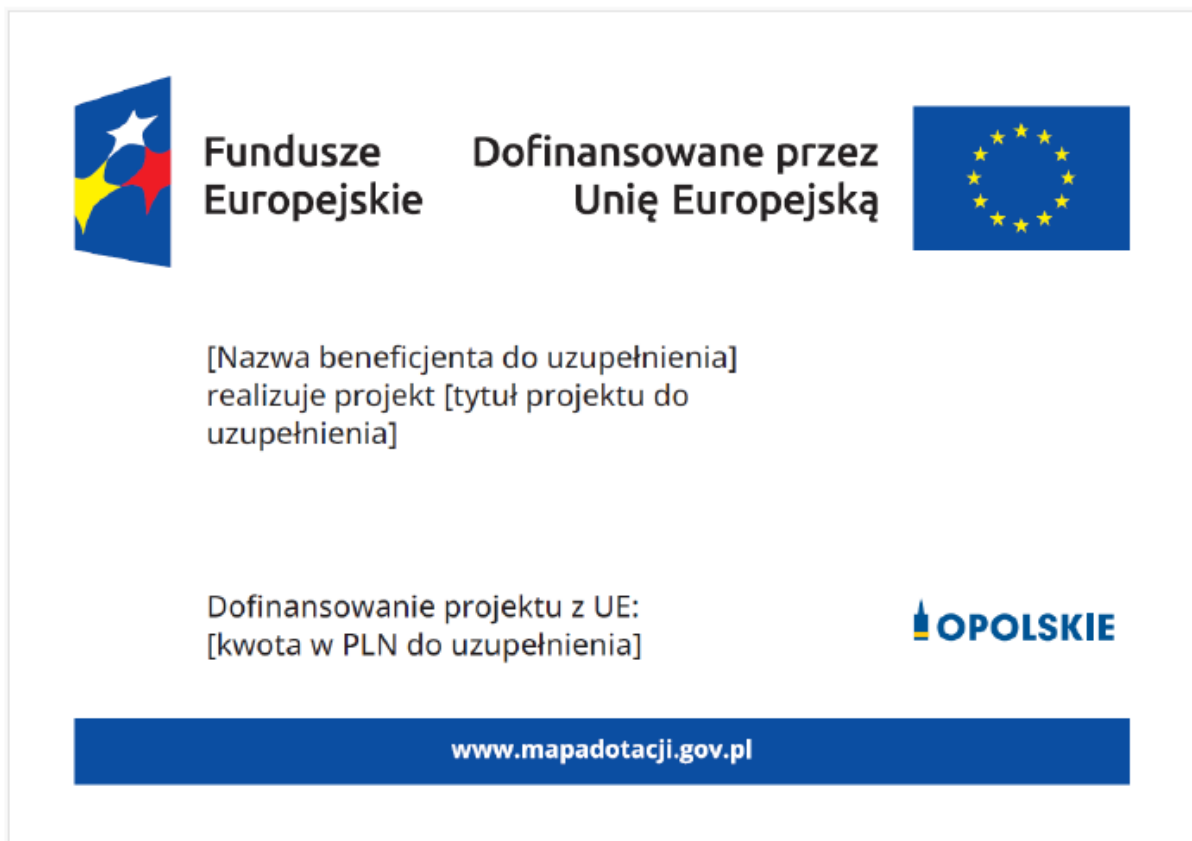 Fundusze
Europejskie
Dofinansowane przez
Unię Europejską
[Nazwa beneficjenta do uzupełnienia]
realizuje projekt [tytuł projektu do
uzupełnienia]
Dofinansowanie projektu z UE:
[kwota w PLN do uzupełnienia]
OPOLSKIE
www.mapadotacji.gov.pl